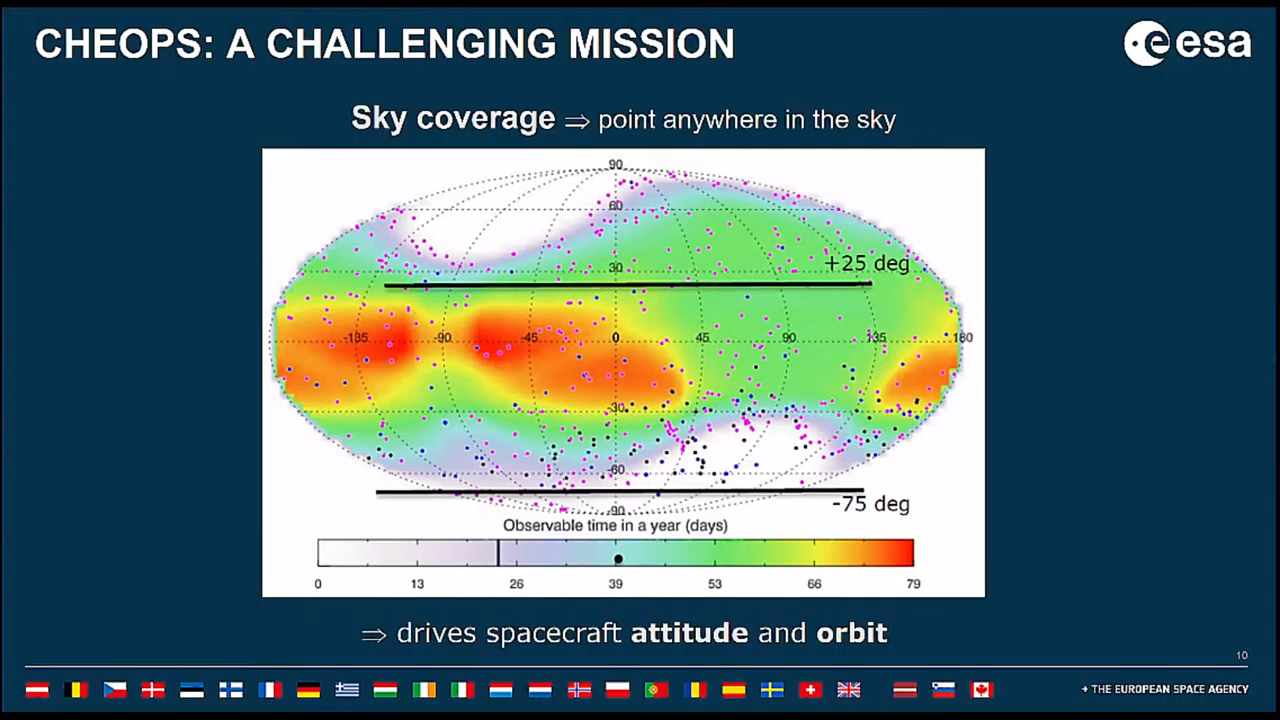 CHEOPS: A CHALLENGING MISSION
esa
Sky coverage ⇒ point anywhere in the sky
90
60
+25 deg
30
-135 -90 -45 0 45 90 135 180
-30
-60
-75 deg
-90
Observable time in a year (days)
0 13 26 39 53 66 79
⇒ drives spacecraft attitude and orbit
10
+ THE EUROPEAN SPACE AGENCY